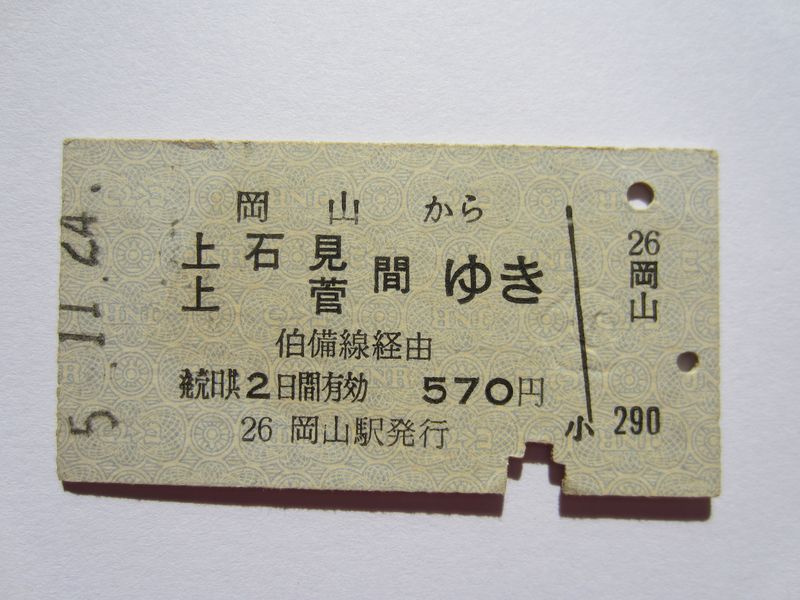 岡山から
上石見
上菅
間ゆき
伯備線経由
発売日共2日間有効 570円
26 岡山駅発行
小
26岡山
290
5.11.24.